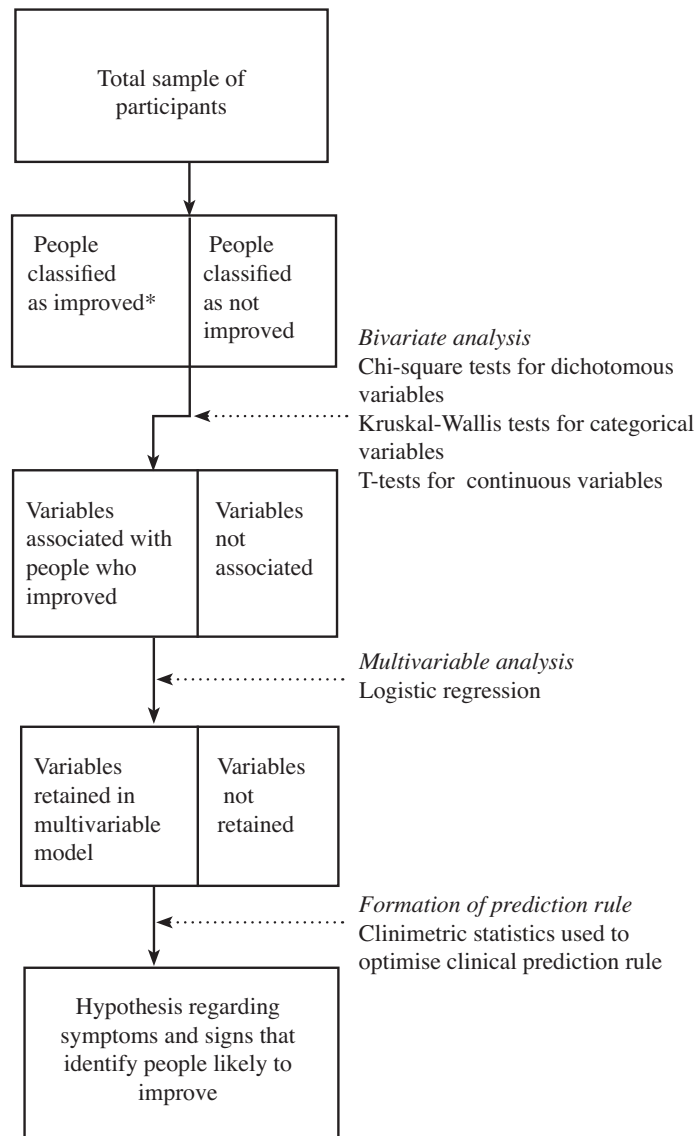 Total sample of
participants
People
classified
as improved*
People
classified
as not
improved
Bivariate analysis
Chi-square tests for dichotomous
variables
Kruskal-Wallis tests for categorical
variables
T-tests for continuous variables
Variables
associated with
people who
improved
Variables
not
associated
Multivariable analysis
Logistic regression
Variables
retained in
multivariable
model
Variables
not
retained
Formation of prediction rule
Clinimetric statistics used to
optimise clinical prediction rule
Hypothesis regarding
symptoms and signs that
identify people likely to
improve